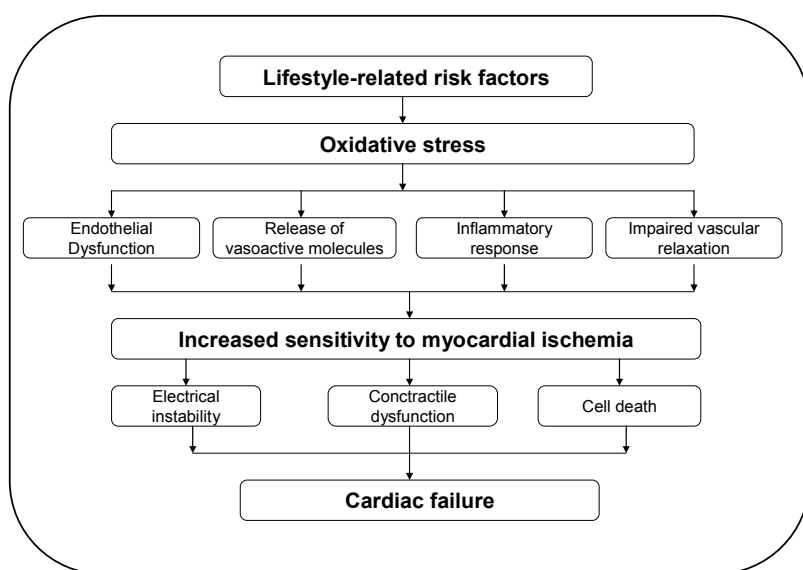 Lifestyle-related risk factors
Oxidative stress
Endothelial
Dysfunction
Release of
vasoactive molecules
Inflammatory
response
Impaired vascular
relaxation
Increased sensitivity to myocardial ischemia
Electrical
instability
Conctractile
dysfunction
Cell death
Cardiac failure